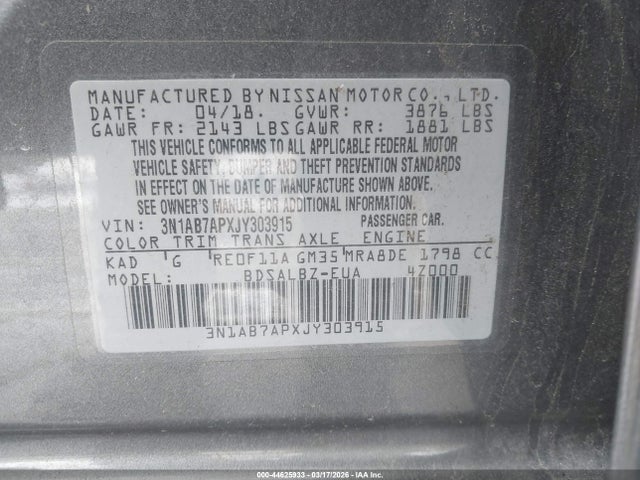 MANUFACTURED BY NISSAN MOTOR CO., LTD.
DATE: 04/18. GVWR: 3876 LBS
GAWR FR: 2143 LBS GAWR RR: 1881 LBS
THIS VEHICLE CONFORMS TO ALL APPLICABLE FEDERAL MOTOR
VEHICLE SAFETY, BUMPER AND THEFT PREVENTION STANDARDS
IN EFFECT ON THE DATE OF MANUFACTURE SHOWN ABOVE.
SEE OWNER'S MANUAL FOR ADDITIONAL INFORMATION.
VIN: 3N1AB7APXJY303915 PASSENGER CAR.
COLOR TRIM TRANS AXLE ENGINE
KAD G RE0F11A GM35 MRA8DE 1798 CC
MODEL: BDSALBZ-EUA 4Z000
3N1AB7APXJY303915
000-44625933 - 03/17/2026 - COPYRIGHT IAA, LLC.